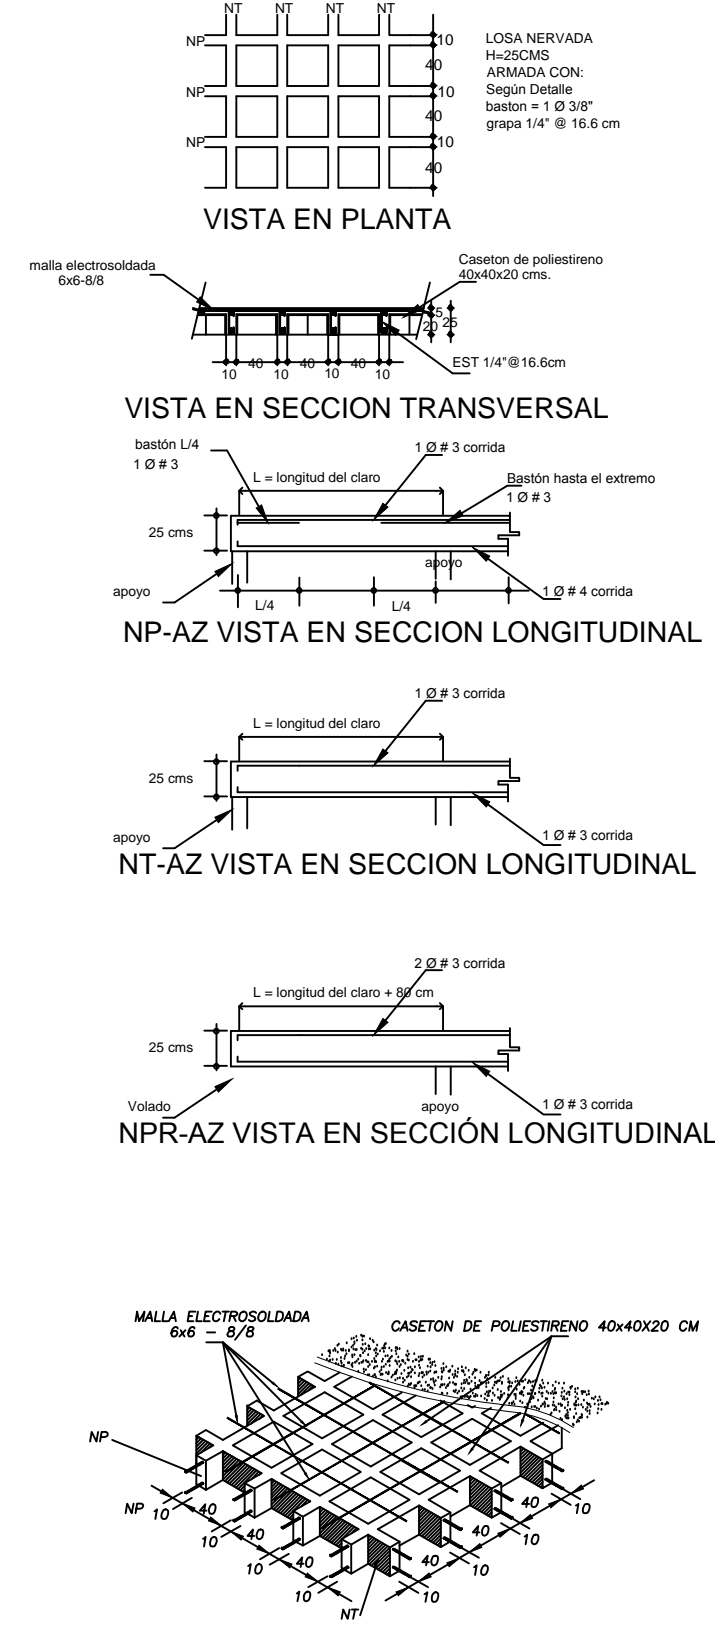 NT NT NT NT
NP
NP
NP
10
40
10
40
10
40
LOSA NERVADA
H=25CMS
ARMADA CON:
Según Detalle
baston = 1 Ø 3/8"
grapa 1/4" @ 16.6 cm
VISTA EN PLANTA
malla electrosoldada
6x6-8/8
Caseton de poliestireno
40x40x20 cms.
5
20 25
40 40 40 40
10 10 10 10
EST 1/4"@16.6cm
VISTA EN SECCION TRANSVERSAL
bastón L/4
1 Ø # 3
1 Ø # 3 corrida
L = longitud del claro
Bastón hasta el extremo
1 Ø # 3
25 cms
apoyo
apoyo
1 Ø # 4 corrida
L/4 L/4
NP-AZ VISTA EN SECCION LONGITUDINAL
1 Ø # 3 corrida
L = longitud del claro
25 cms
apoyo
1 Ø # 3 corrida
NT-AZ VISTA EN SECCION LONGITUDINAL
2 Ø # 3 corrida
L = longitud del claro + 80 cm
25 cms
Volado
apoyo
1 Ø # 3 corrida
NPR-AZ VISTA EN SECCIÓN LONGITUDINAL
MALLA ELECTROSOLDADA
6x6 - 8/8
CASETON DE POLIESTIRENO 40x40X20 CM
NP
NP
10
40
10
40
10
40
10
40
10
40
10
40
10
10
NT